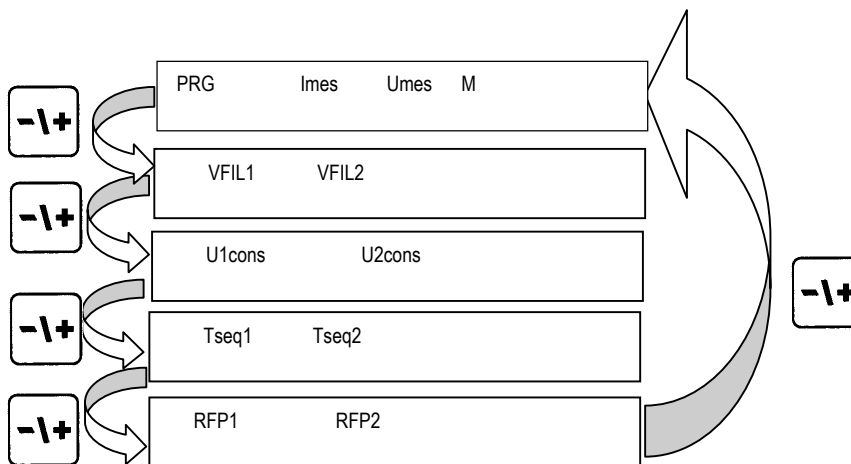 PRG Imes Umes M
-\+
VFIL1 VFIL2
-\+
U1cons U2cons
-\+
-\+
Tseq1 Tseq2
-\+
RFP1 RFP2